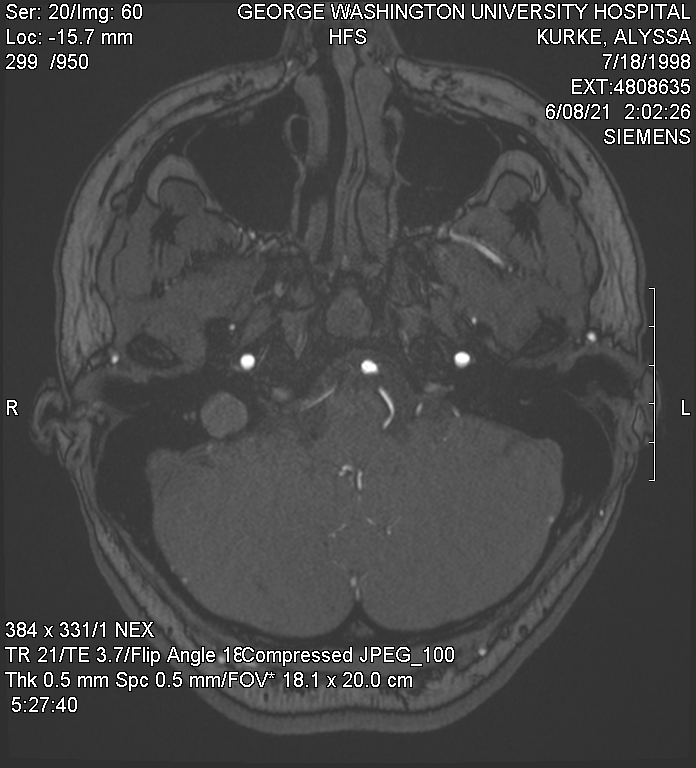 Ser: 20/Img: 60
Loc: -15.7 mm
299 /950
GEORGE WASHINGTON UNIVERSITY HOSPITAL
HFS
KURKE, ALYSSA
7/18/1998
EXT:4808635
6/08/21 2:02:26
SIEMENS
R
L
384 x 331/1 NEX
TR 21/TE 3.7/Flip Angle 18Compressed JPEG_100
Thk 0.5 mm Spc 0.5 mm/FOV* 18.1 x 20.0 cm
5:27:40